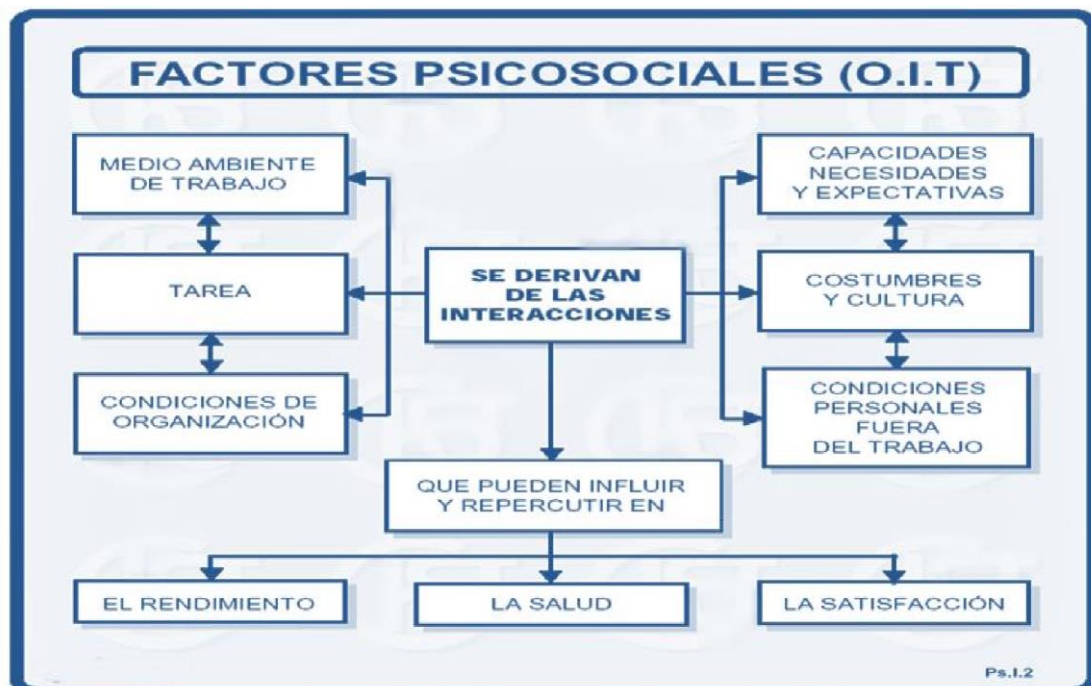 FACTORES PSICOSOCIALES (O.I.T)
MEDIO AMBIENTE
DE TRABAJO
TAREA
CONDICIONES DE
ORGANIZACIÓN
SE DERIVAN
DE LAS
INTERACCIONES
CAPACIDADES
NECESIDADES
Y EXPECTATIVAS
COSTUMBRES
Y CULTURA
CONDICIONES
PERSONALES
FUERA
DEL TRABAJO
QUE PUEDEN INFLUIR
Y REPERCUTIR EN
EL RENDIMIENTO
LA SALUD
LA SATISFACCIÓN
Ps.I.2